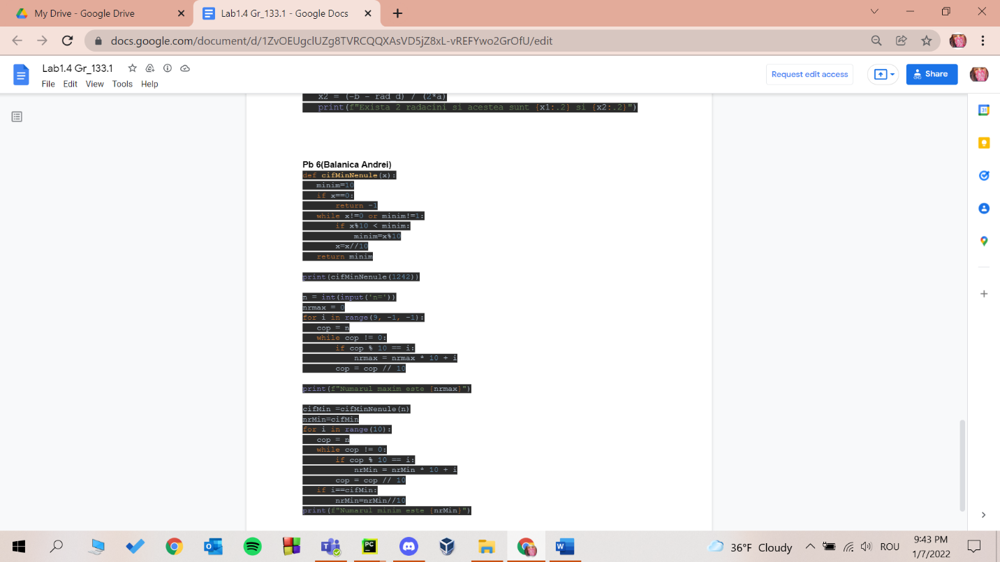 My Drive - Google Drive
Lab1.4 Gr_133.1 - Google Docs
docs.google.com/document/d/1ZvOEUgclUZg8TVRCQQXAsVD5jZ8xL-vREFYwo2GrOfU/edit
Lab1.4 Gr_133.1
File Edit View Tools Help
Request edit access
Share
x2 = (-b - rad d) / (2*a)
print(f"Exista 2 radacini si acestea sunt {x1:.2} si {x2:.2}")
Pb 6(Balanica Andrei)
def cifMinNenule(x):
minim=10
if x==0:
return -1
while x!=0 or minim!=1:
if x%10 < minim:
minim=x%10
x=x//10
return minim
print(cifMinNenule(1242))
n = int(input('n='))
nrmax = 0
for i in range(9, -1, -1):
cop = n
while cop != 0:
if cop % 10 == i:
nrmax = nrmax * 10 + i
cop = cop // 10
print(f"Numarul maxim este {nrmax}")
cifMin =cifMinNenule(n)
nrMin=cifMin
for i in range(10):
cop = n
while cop != 0:
if cop % 10 == i:
nrMin = nrMin * 10 + i
cop = cop // 10
if i==cifMin:
nrMin=nrMin//10
print(f"Numarul minim este {nrMin}")
31
T
PC
W
36°F Cloudy
ROU
9:43 PM
1/7/2022